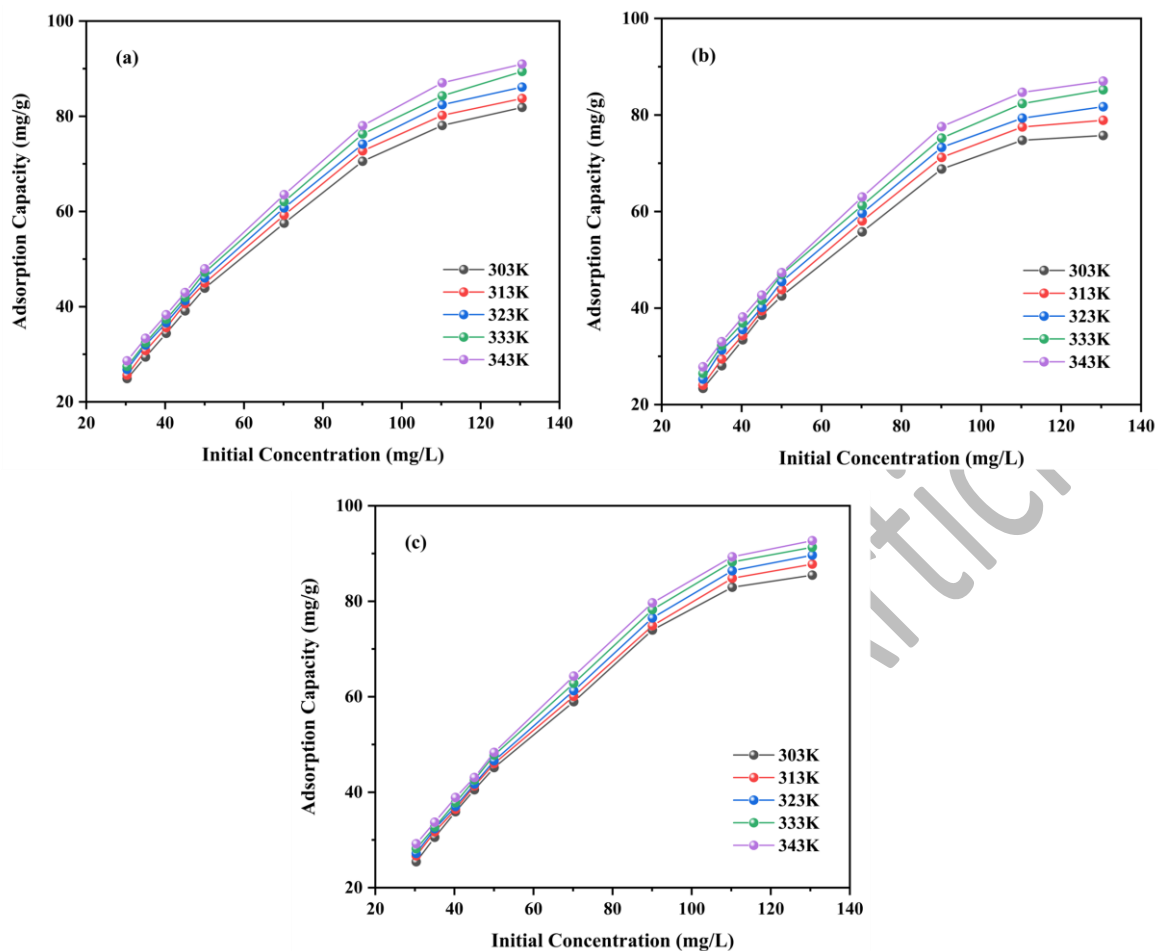 100
(a)
80
60
40
20
Adsorption Capacity (mg/g)
303K
313K
323K
333K
343K
20 40 60 80 100 120 140
Initial Concentration (mg/L)
100
(b)
80
60
40
20
Adsorption Capacity (mg/g)
303K
313K
323K
333K
343K
20 40 60 80 100 120 140
Initial Concentration (mg/L)
100
(c)
80
60
40
20
Adsorption Capacity (mg/g)
303K
313K
323K
333K
343K
20 40 60 80 100 120 140
Initial Concentration (mg/L)